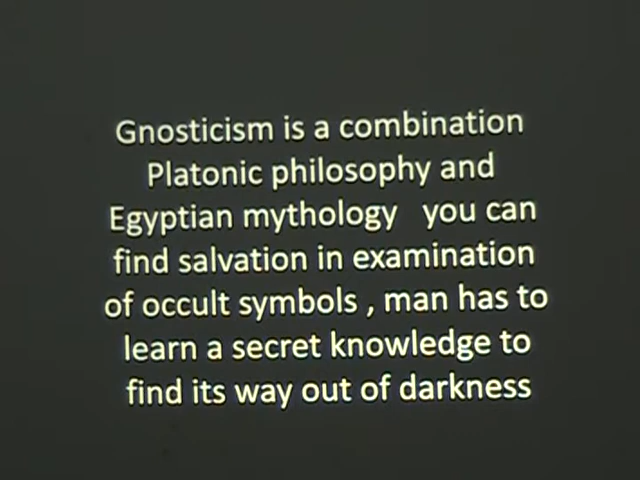 Gnosticism is a combination
Platonic philosophy and
Egyptian mythology   you can
find salvation in examination
of occult symbols , man has to
learn a secret knowledge to
find its way out of darkness